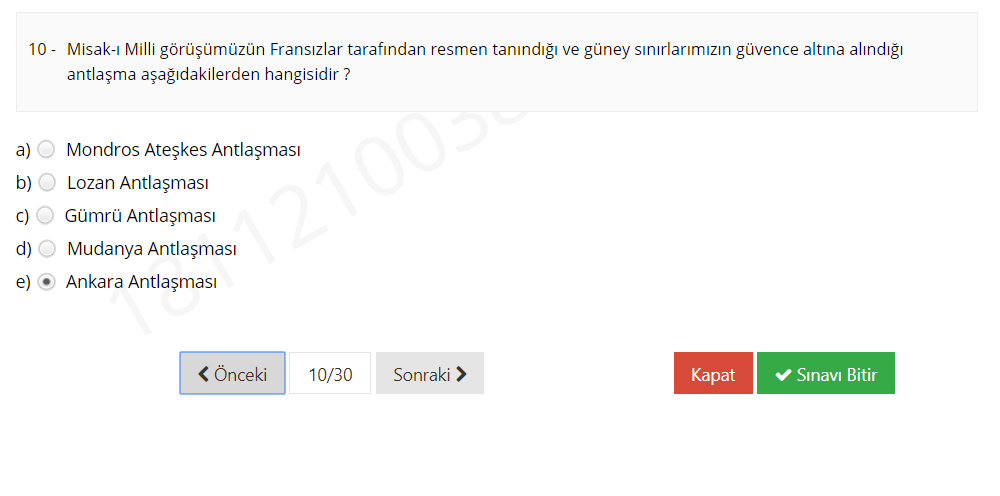 10 - Misak-ı Milli görüşümüzün Fransızlar tarafından resmen tanındığı ve güney sınırlarımızın güvence altına alındığı
antlaşma aşağıdakilerden hangisidir ?
a) Mondros Ateşkes Antlaşması
b) Lozan Antlaşması
c) Gümrü Antlaşması
d) Mudanya Antlaşması
e) Ankara Antlaşması
Önceki 10/30 Sonraki Kapat Sınavı Bitir